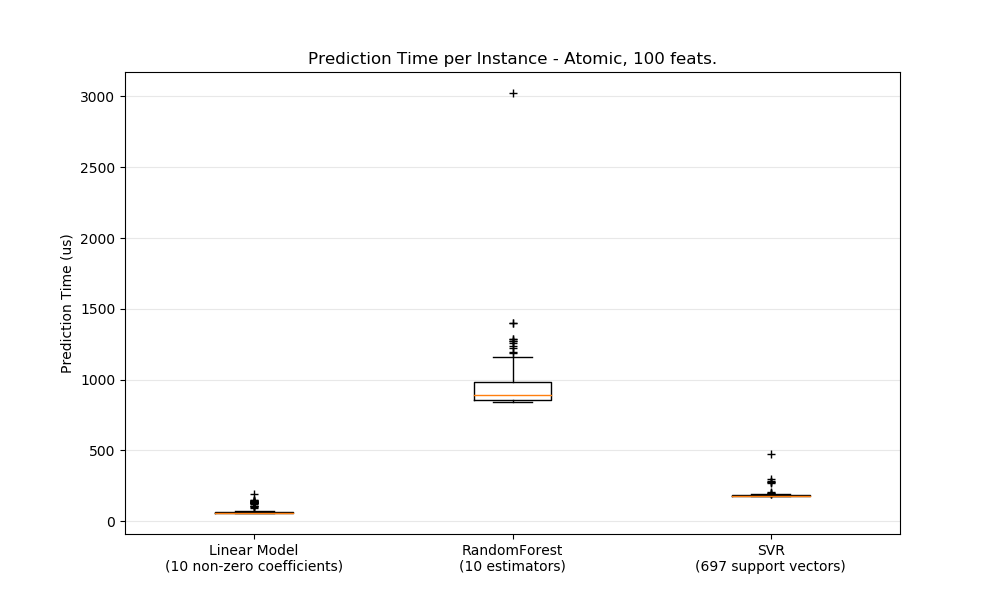 Prediction Time per Instance - Atomic, 100 feats.
Prediction Time (us)
3000
2500
2000
1500
1000
500
0
Linear Model
(10 non-zero coefficients)
RandomForest
(10 estimators)
SVR
(697 support vectors)